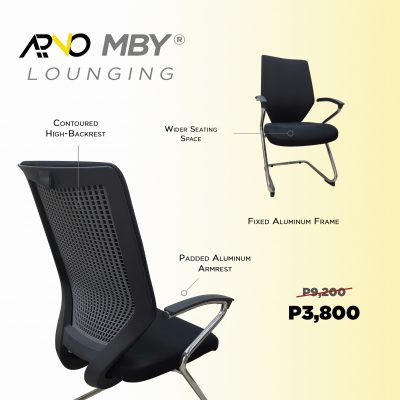 ARNO MBY®
LOUNGING
CONTOURED
HIGH-BACKREST
WIDER SEATING
SPACE
FIXED ALUMINUM FRAME
PADDED ALUMINUM
ARMREST
P9,200
P3,800